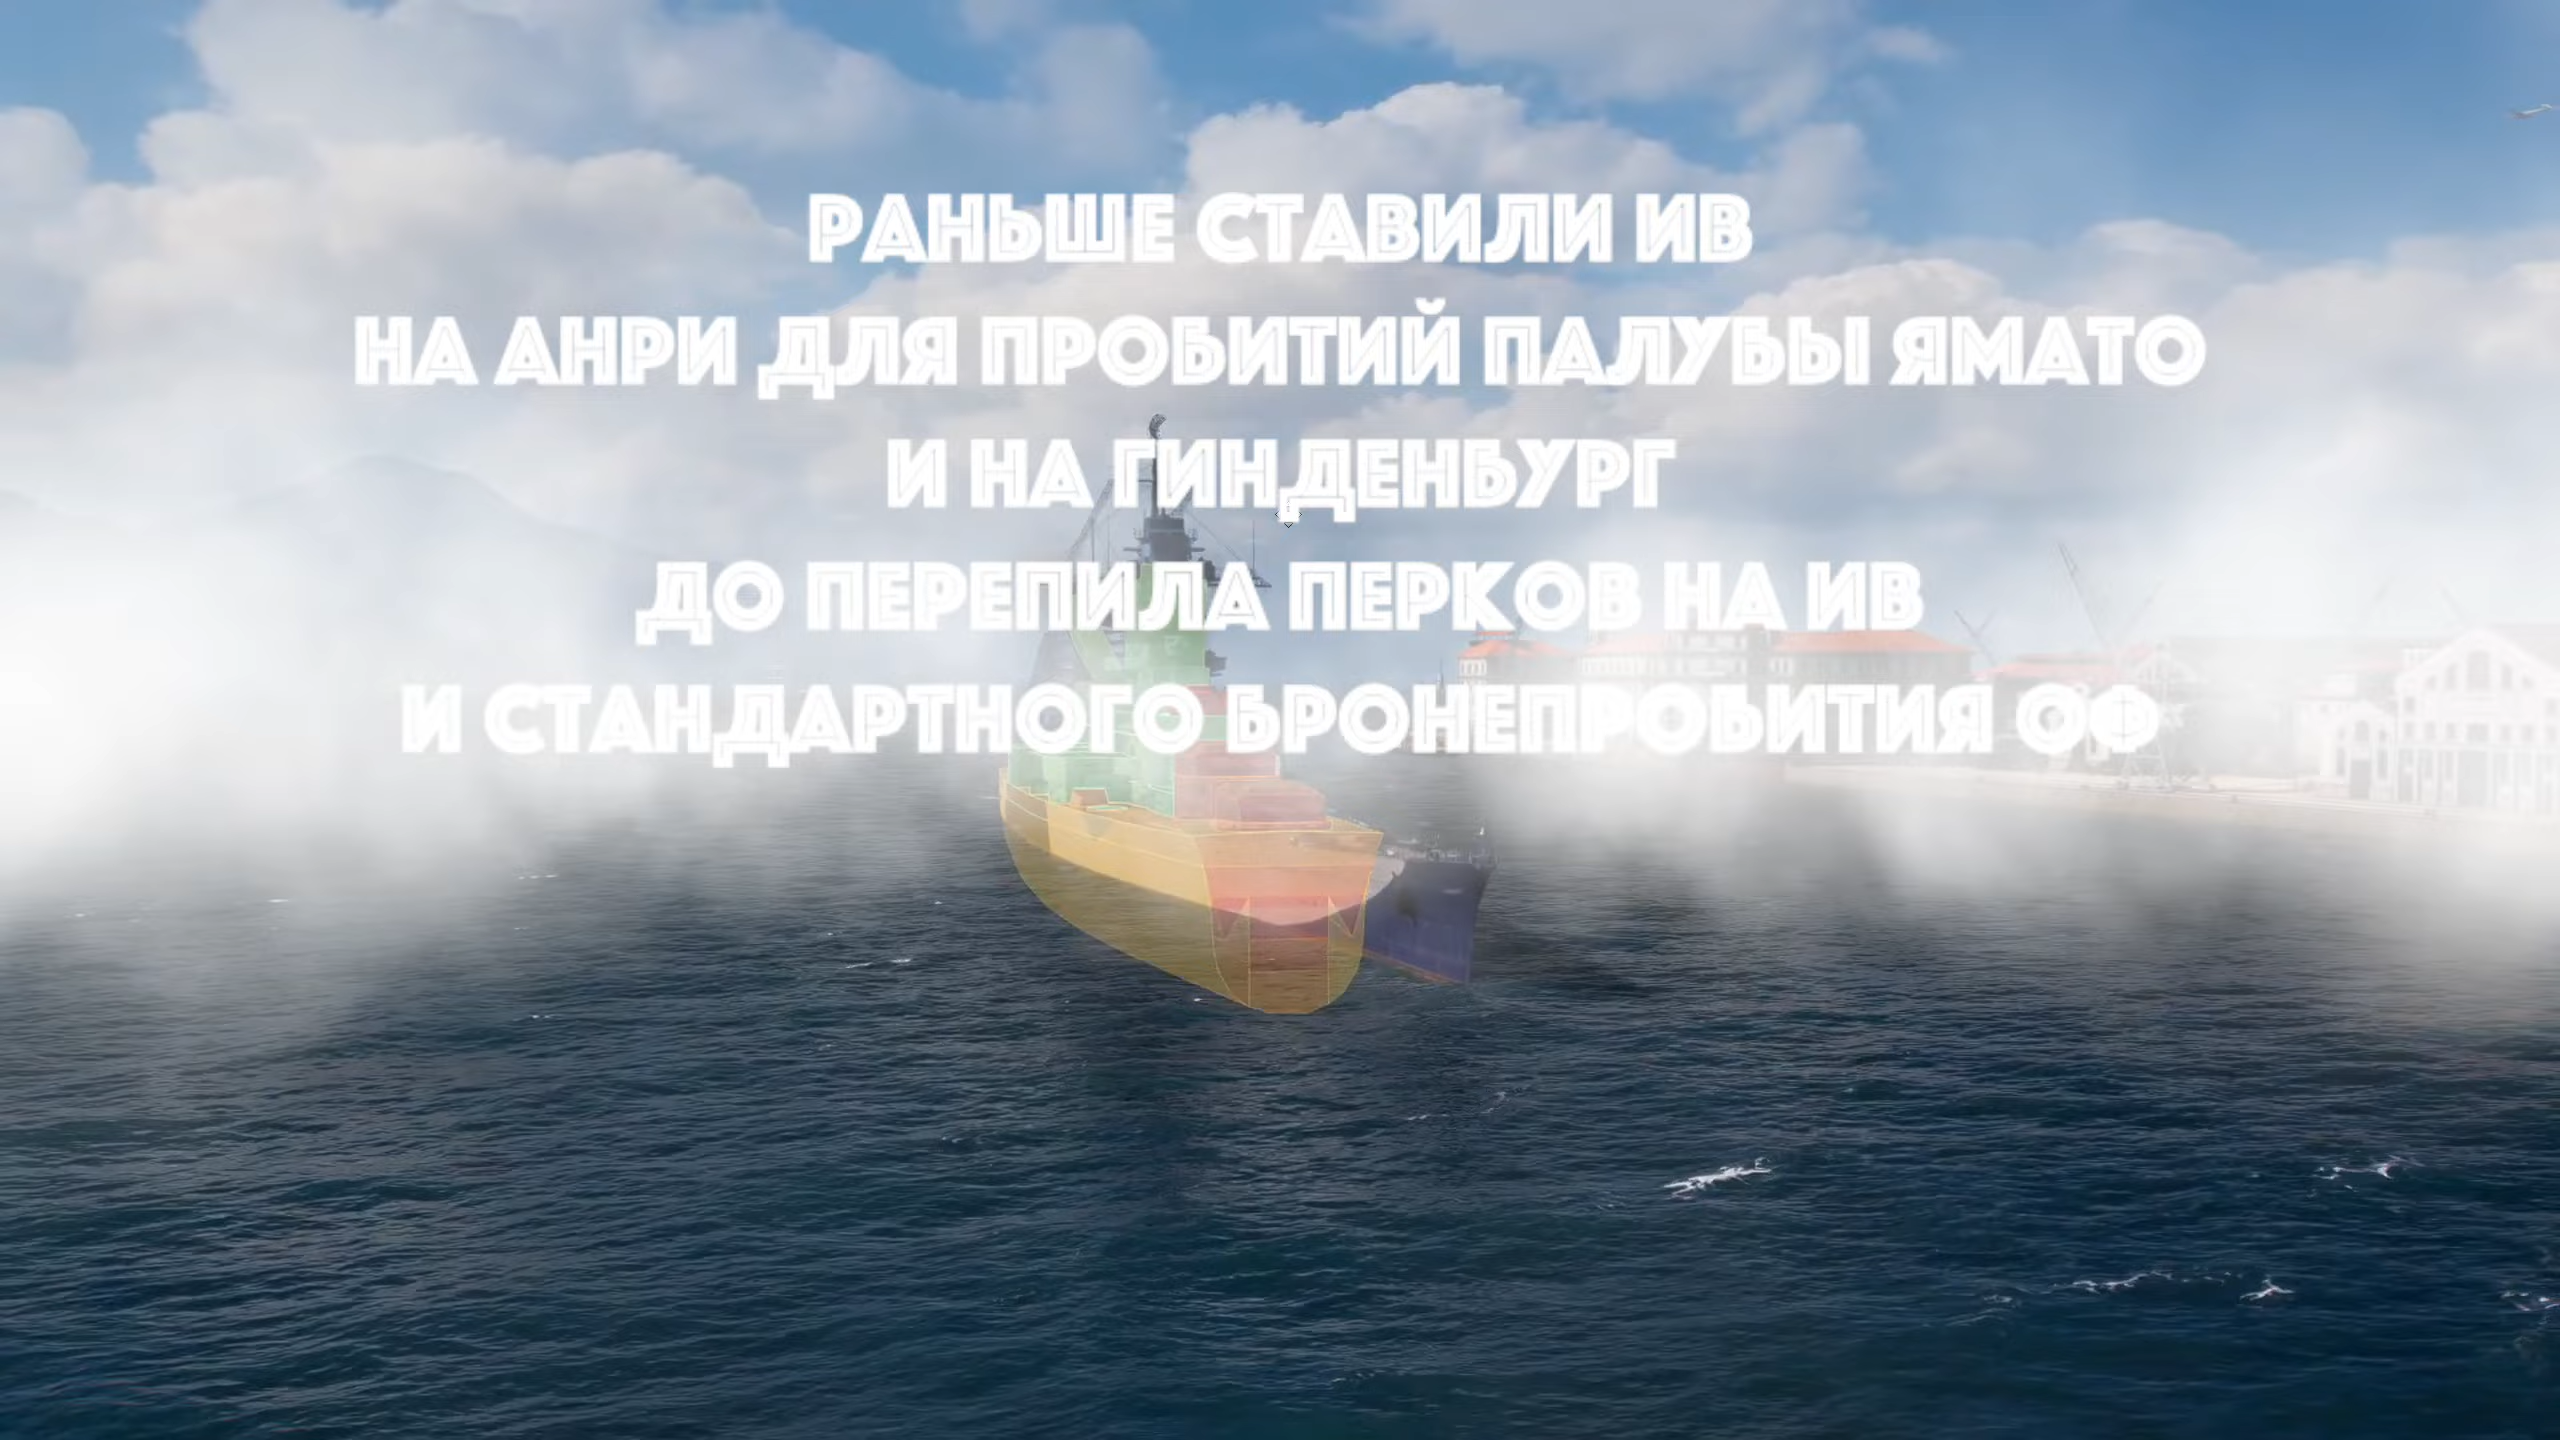 РАНЬШЕ СТАВИЛИ ИВ
НА АНРИ ДЛЯ ПРОБИТИЙ ПАЛУБЫ ЯМАТО
И НА ГИНДЕНБУРГ
ДО ПЕРЕПИЛА ПЕРКОВ НА ИВ
И СТАНДАРТНОГО БРОНЕПРОБИТИЯ ОФ